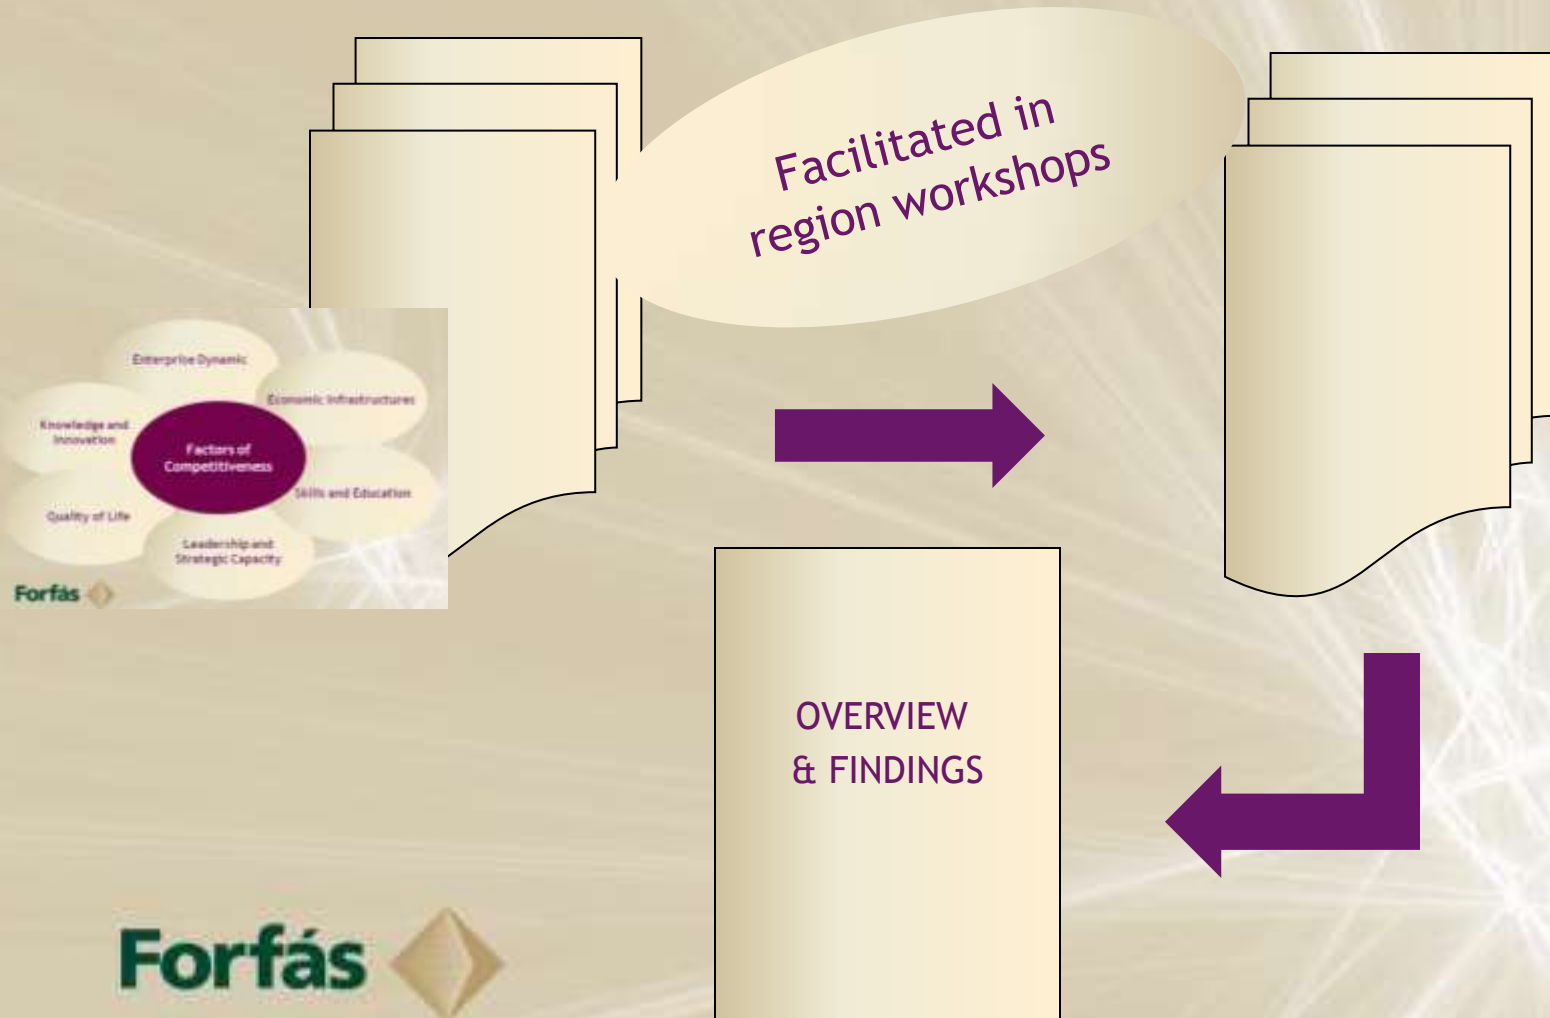 Facilitated in
region workshops
Enterprise Dynamic
Economic Infrastructures
Knowledge and
Innovation
Factors of
Competitiveness
Skills and Education
Quality of Life
Leadership and
Strategic Capacity
Forfás
OVERVIEW
& FINDINGS
Forfás